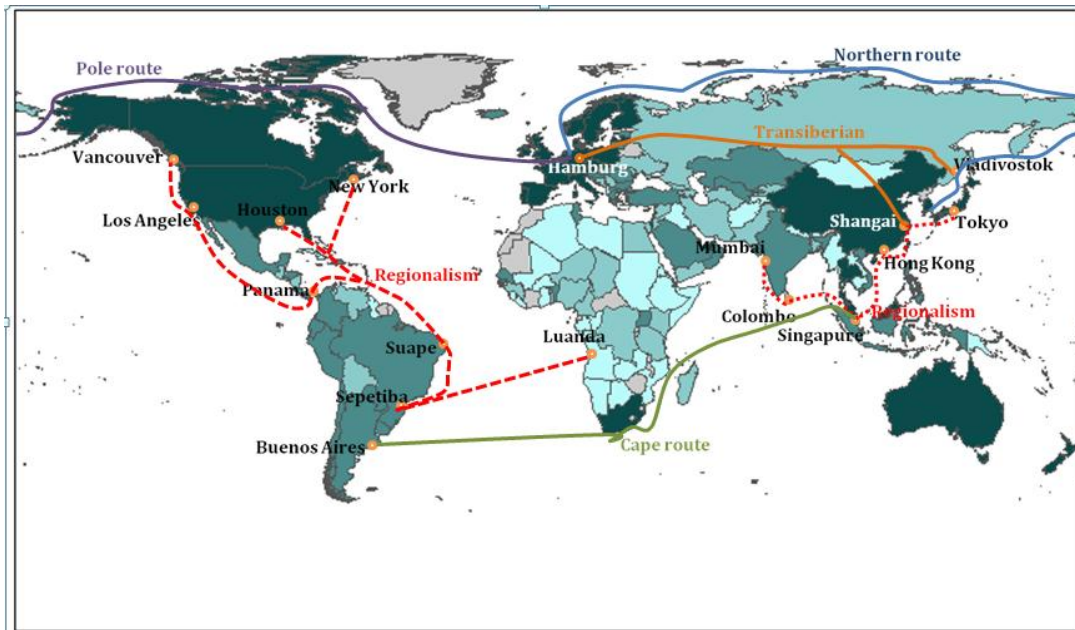 Northern route
Pole route
Transiberian
Vancouver
Hamburg
Vladivostok
New York
Los Angeles
Houston
Shangai
Tokyo
Mumbai
Hong Kong
Regionalism
Panama
Colombo
Regionalism
Singapure
Luanda
Suape
Sepetiba
Buenos Aires
Cape route